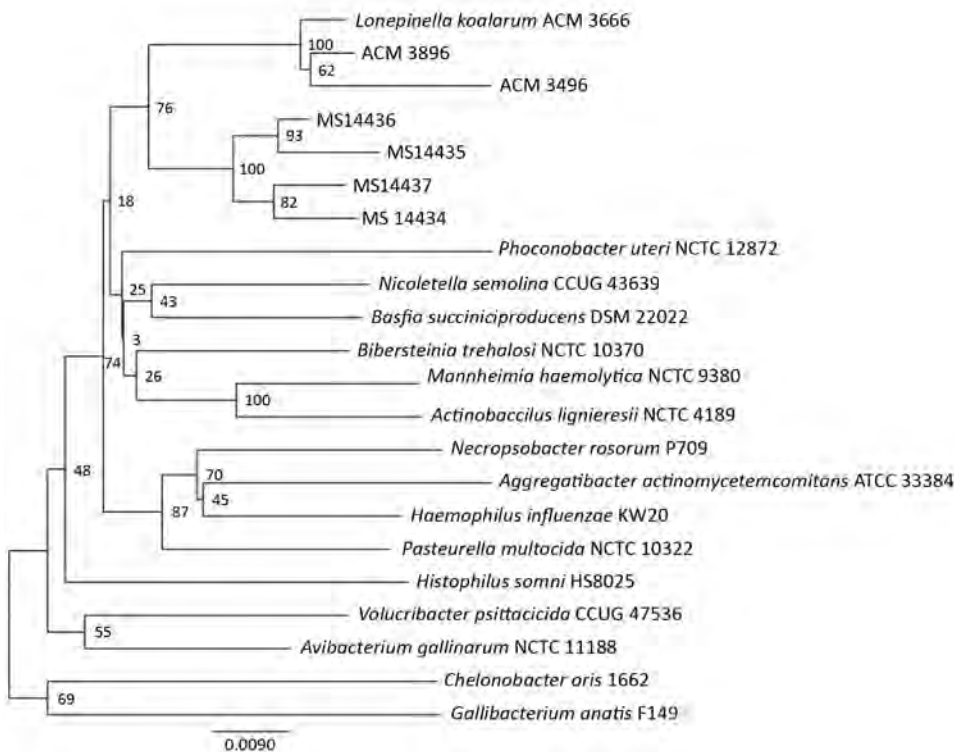 Lonepinella koalarum ACM 3666
100
ACM 3896
62
ACM 3496
76
MS14436
93
MS14435
100
MS14437
82
MS 14434
18
Phoconobacter uteri NCTC 12872
25
Nicoletella semolina CCUG 43639
43
Basfia succiniciproducens DSM 22022
3
Bibersteinia trehalosi NCTC 10370
74
26
Mannheimia haemolytica NCTC 9380
100
Actinobaccilus lignieresii NCTC 4189
Necropsobacter rosorum P709
48
70
Aggregatibacter actinomycetemcomitans ATCC 33384
45
87
Haemophilus influenzae KW20
Pasteurella multocida NCTC 10322
Histophilus somni HS8025
Volucribacter psittacicida CCUG 47536
55
Avibacterium gallinarum NCTC 11188
Chelonobacter oris 1662
69
Gallibacterium anatis F149
0.0090